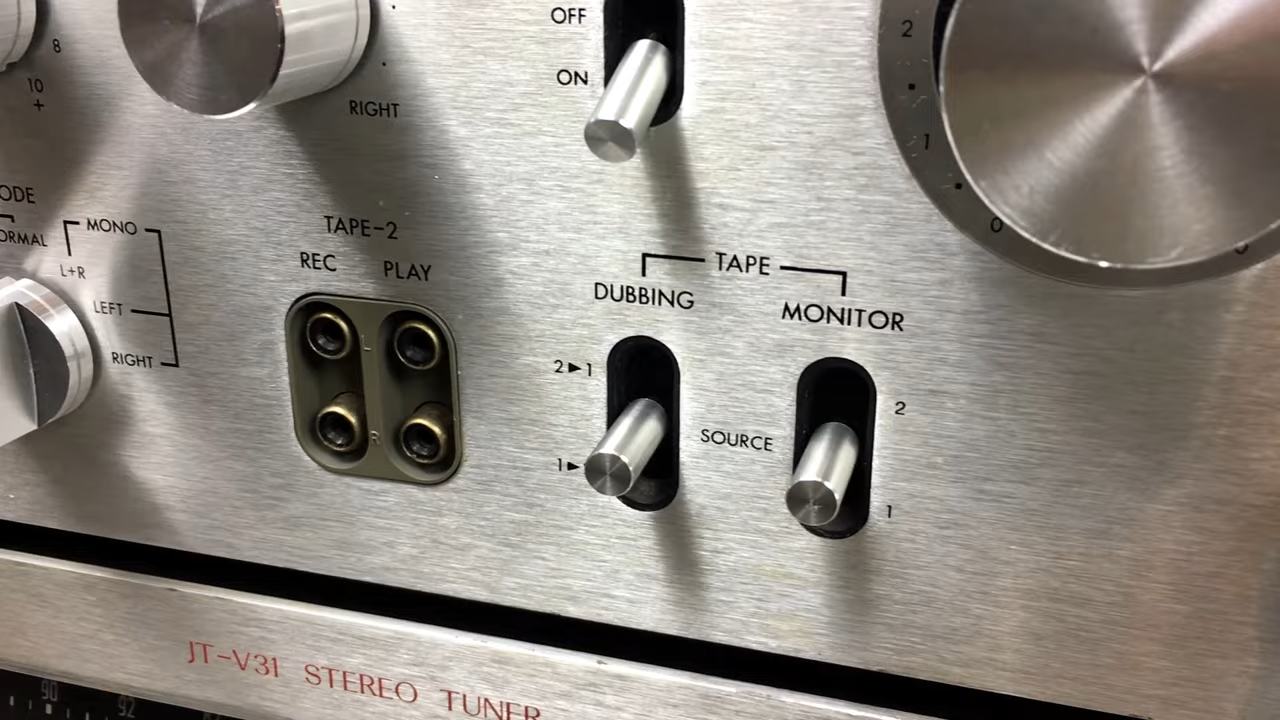 OFF
2
8
ON
10
+
RIGHT
1
ODE
TAPE-2
MONO
0
ORMAL
REC PLAY
TAPE
L+R
DUBBING
MONITOR
LEFT
L
RIGHT
2▶1
2
R
SOURCE
1▶
1
JT-V31 STEREO TUNER
90
92